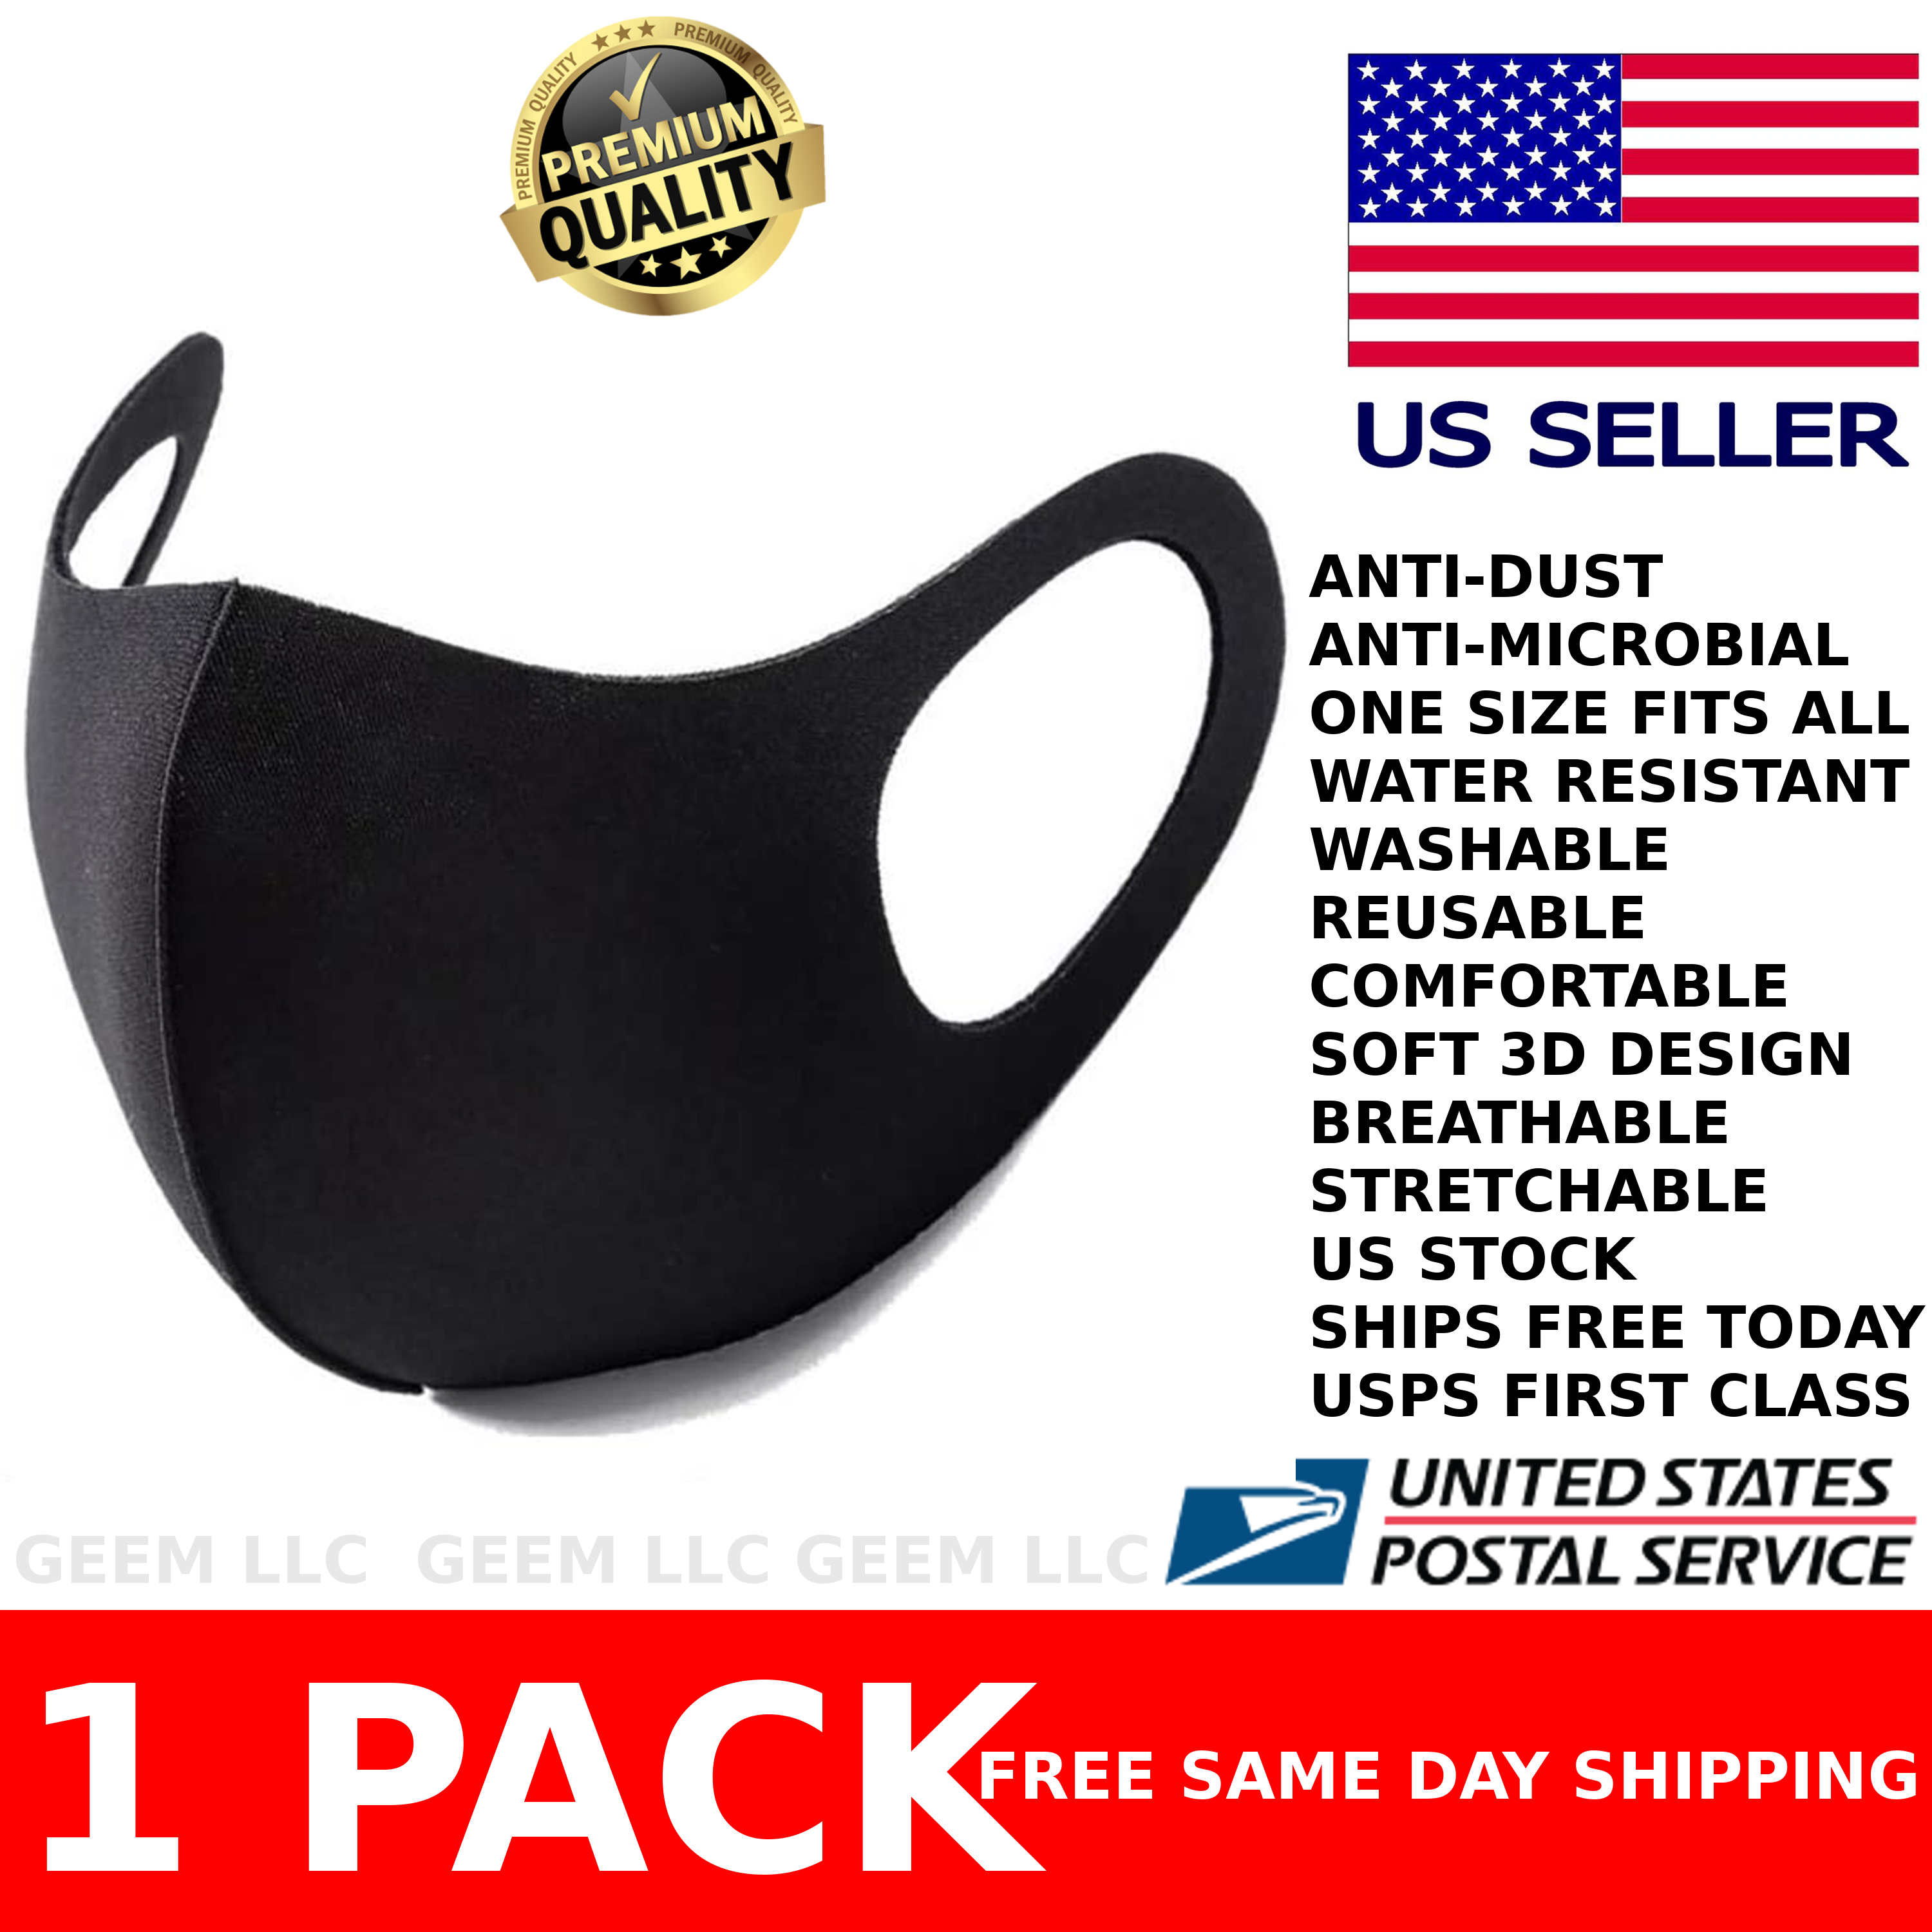 ★★★ PREMIUM QUALITY
PREMIUM QUALITY
PREMIUM
QUALITY
US SELLER
ANTI-DUST
ANTI-MICROBIAL
ONE SIZE FITS ALL
WATER RESISTANT
WASHABLE
REUSABLE
COMFORTABLE
SOFT 3D DESIGN
BREATHABLE
STRETCHABLE
US STOCK
SHIPS FREE TODAY
USPS FIRST CLASS
UNITED STATES
POSTAL SERVICE
GEEM LLC GEEM LLC GEEM LLC
1 PACK FREE SAME DAY SHIPPING